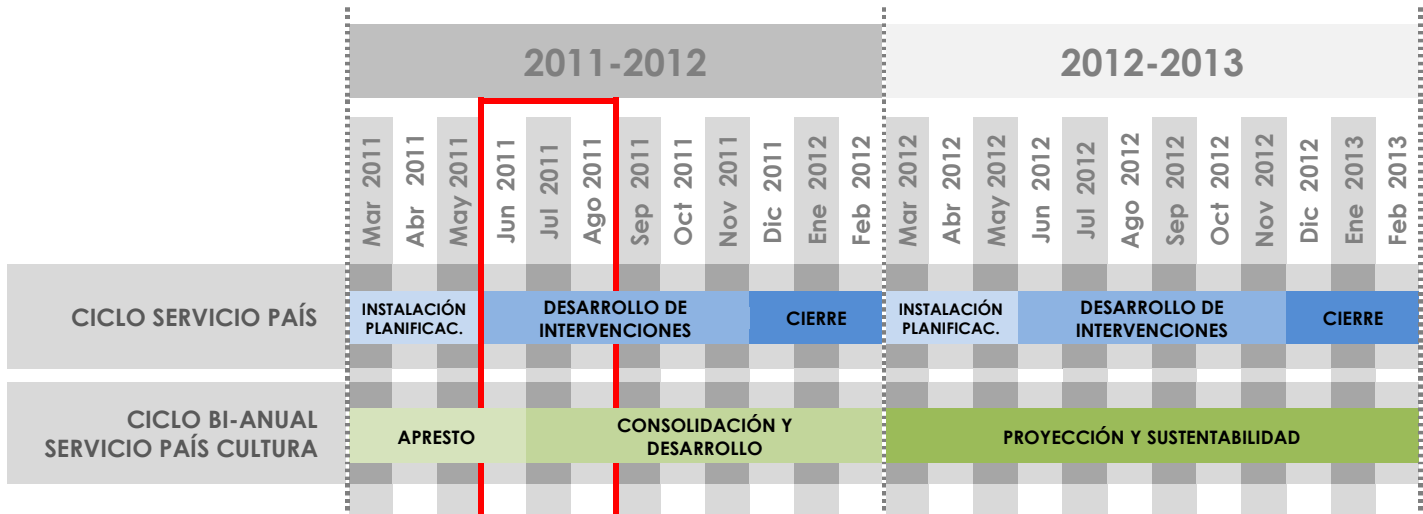 2011-2012
2012-2013
Mar 2011
Abr 2011
May 2011
Jun 2011
Jul 2011
Ago 2011
Sep 2011
Oct 2011
Nov 2011
Dic 2011
Ene 2012
Feb 2012
Mar 2012
Abr 2012
May 2012
Jun 2012
Jul 2012
Ago 2012
Sep 2012
Oct 2012
Nov 2012
Dic 2012
Ene 2013
Feb 2013
CICLO SERVICIO PAÍS
INSTALACIÓN
PLANIFICAC.
DESARROLLO DE
INTERVENCIONES
CIERRE
INSTALACIÓN
PLANIFICAC.
DESARROLLO DE
INTERVENCIONES
CIERRE
CICLO BI-ANUAL
SERVICIO PAÍS CULTURA
APRESTO
CONSOLIDACIÓN Y
DESARROLLO
PROYECCIÓN Y SUSTENTABILIDAD